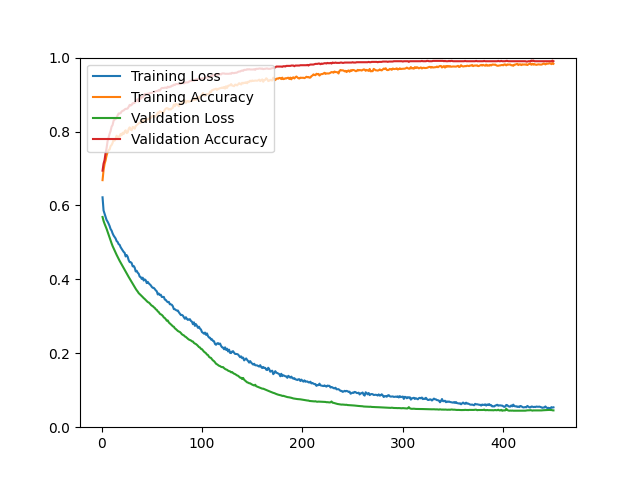 1.0
0.8
0.6
0.4
0.2
0.0
0 100 200 300 400
Training Loss
Training Accuracy
Validation Loss
Validation Accuracy